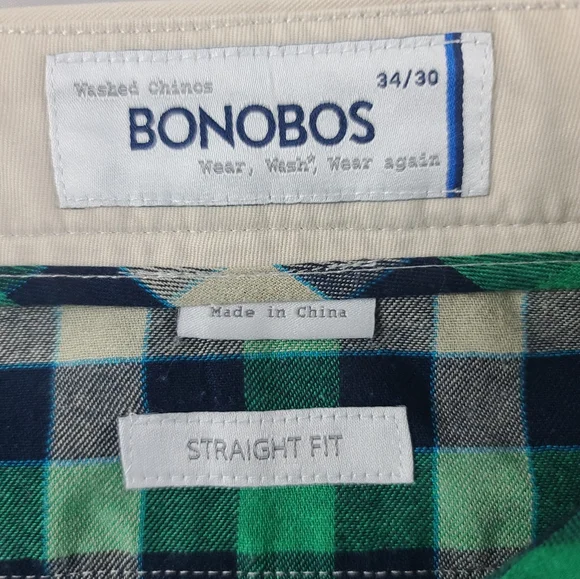 Washed Chinos 34/30
BONOBOS
Wear, Wash*, Wear again
Made in China
STRAIGHT FIT